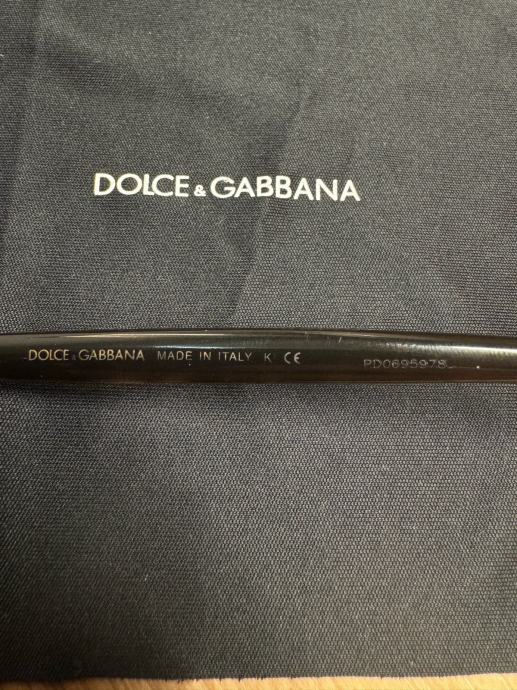 DOLCE & GABBANA
DOLCE & GABBANA MADE IN ITALY K CE PD0695978